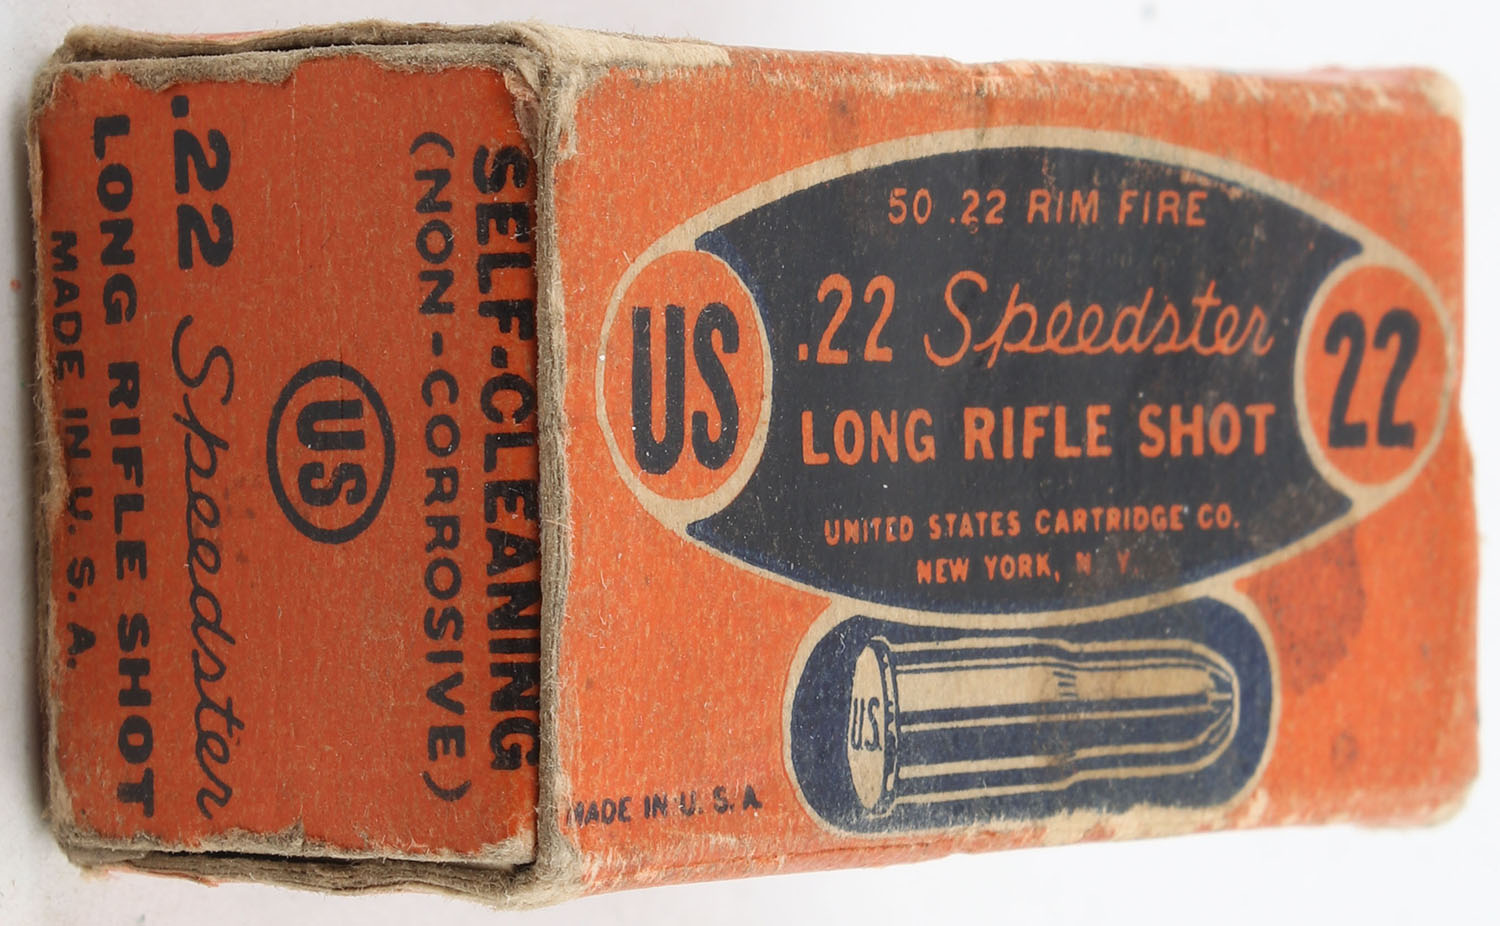 50 .22 RIM FIRE
US
.22 Speedster
22
LONG RIFLE SHOT
UNITED STATES CARTRIDGE CO.
NEW YORK, N. Y.
U.S.
MADE IN U. S. A.
SELF-CLEANING
(NON-CORROSIVE)
US
.22 Speedster
LONG RIFLE SHOT
MADE IN U. S. A.